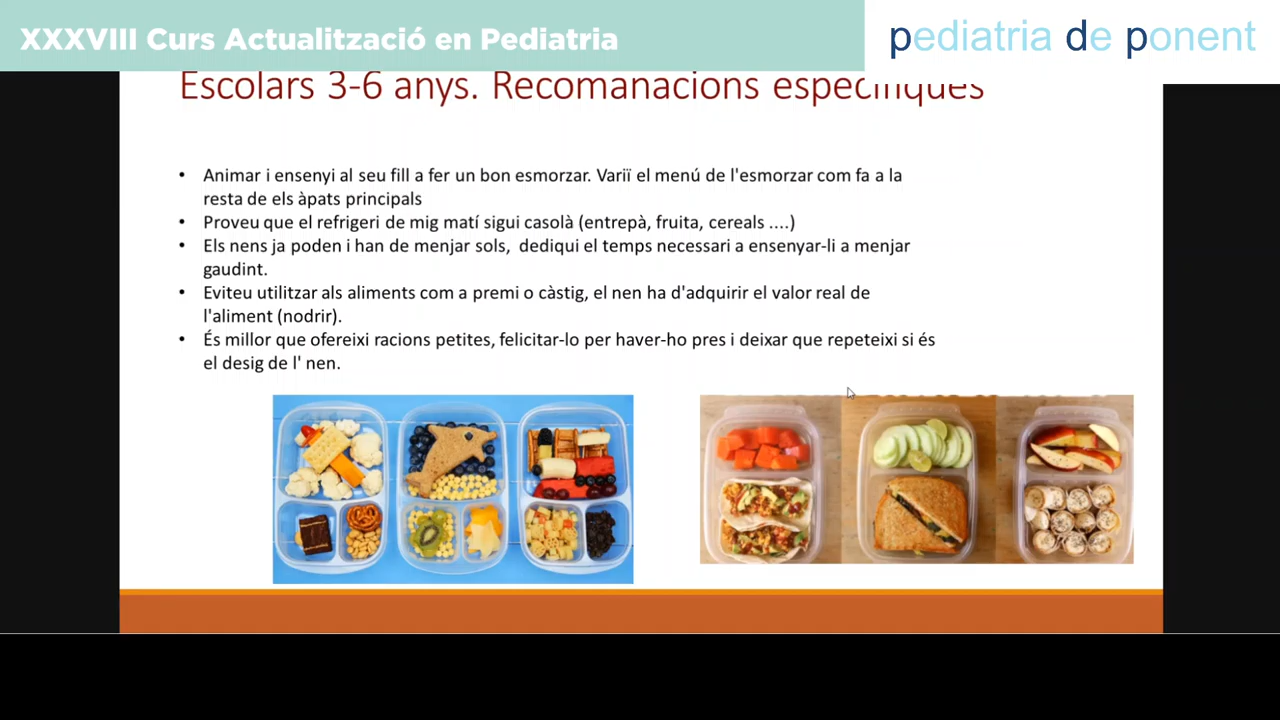 XXXVIII Curs Actualització en Pediatria
pediatria de ponent
Escolars 3-6 anys. Recomanacions específiques
• Animar i ensenyi al seu fill a fer un bon esmorzar. Variï el menú de l'esmorzar com fa a la
resta de els àpats principals
• Proveu que el refrigeri de mig matí sigui casolà (entrepà, fruita, cereals ....)
• Els nens ja poden i han de menjar sols, dediqui el temps necessari a ensenyar-li a menjar
gaudint.
• Eviteu utilitzar als aliments com a premi o càstig, el nen ha d'adquirir el valor real de
l'aliment (nodrir).
• És millor que ofereixi racions petites, felicitar-lo per haver-ho pres i deixar que repeteixi si és
el desig de l' nen.